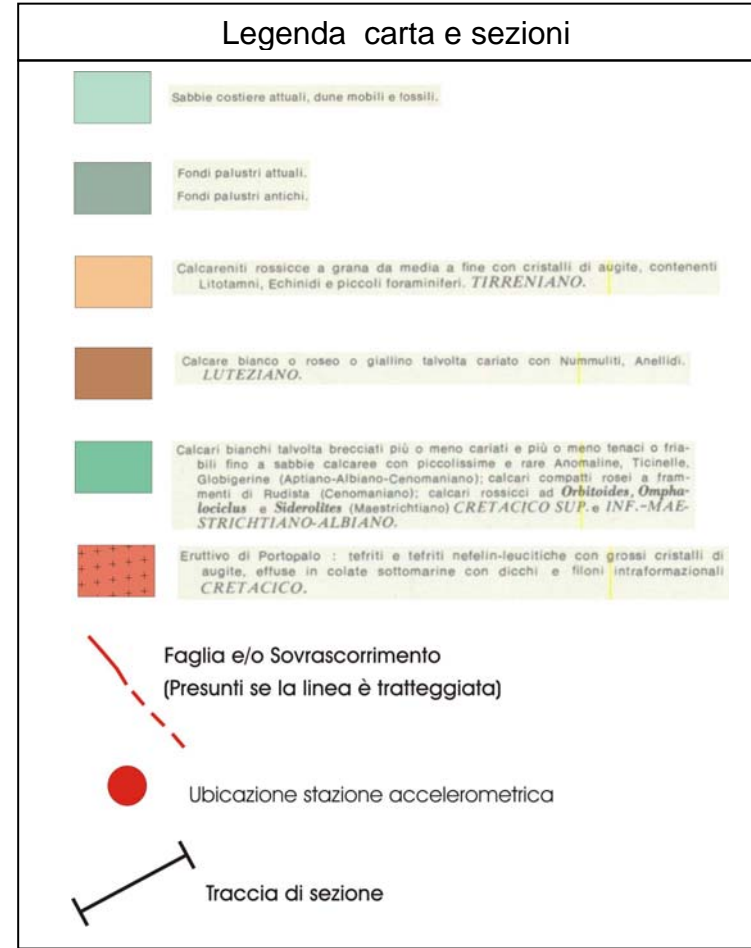 Legenda carta e sezioni
Sabbie costiere attuali, dune mobili e fossili.
Fondi palustri attuali.
Fondi palustri antichi.
Calcareniti rossicce a grana da media a fine con cristalli di augite, contenenti
Litotamni, Echinidi e piccoli foraminiferi. TIRRENIANO.
Calcare bianco o roseo o giallino talvolta cariato con Nummuliti, Anellidi.
LUTEZIANO.
Calcari bianchi talvolta brecciati più o meno cariati e più o meno tenaci o fria-
bili fino a sabbie calcaree con piccolissime e rare Anomaline, Ticinelle,
Globigerine (Aptiano-Albiano-Cenomaniano); calcari compatti rosei a fram-
menti di Rudista (Cenomaniano); calcari rossicci ad Orbitoides, Ompha-
lociclus e Siderolites (Maestrichtiano) CRETACICO SUP. e INF.-MAE-
STRICHTIANO-ALBIANO.
Eruttivo di Portopalo : tefriti e tefriti nefelin-leucitiche con grossi cristalli di
augite, effuse in colate sottomarine con dicchi e filoni intraformazionali
CRETACICO.
Faglia e/o Sovrascorrimento
(Presunti se la linea è tratteggiata)
Ubicazione stazione accelerometrica
Traccia di sezione